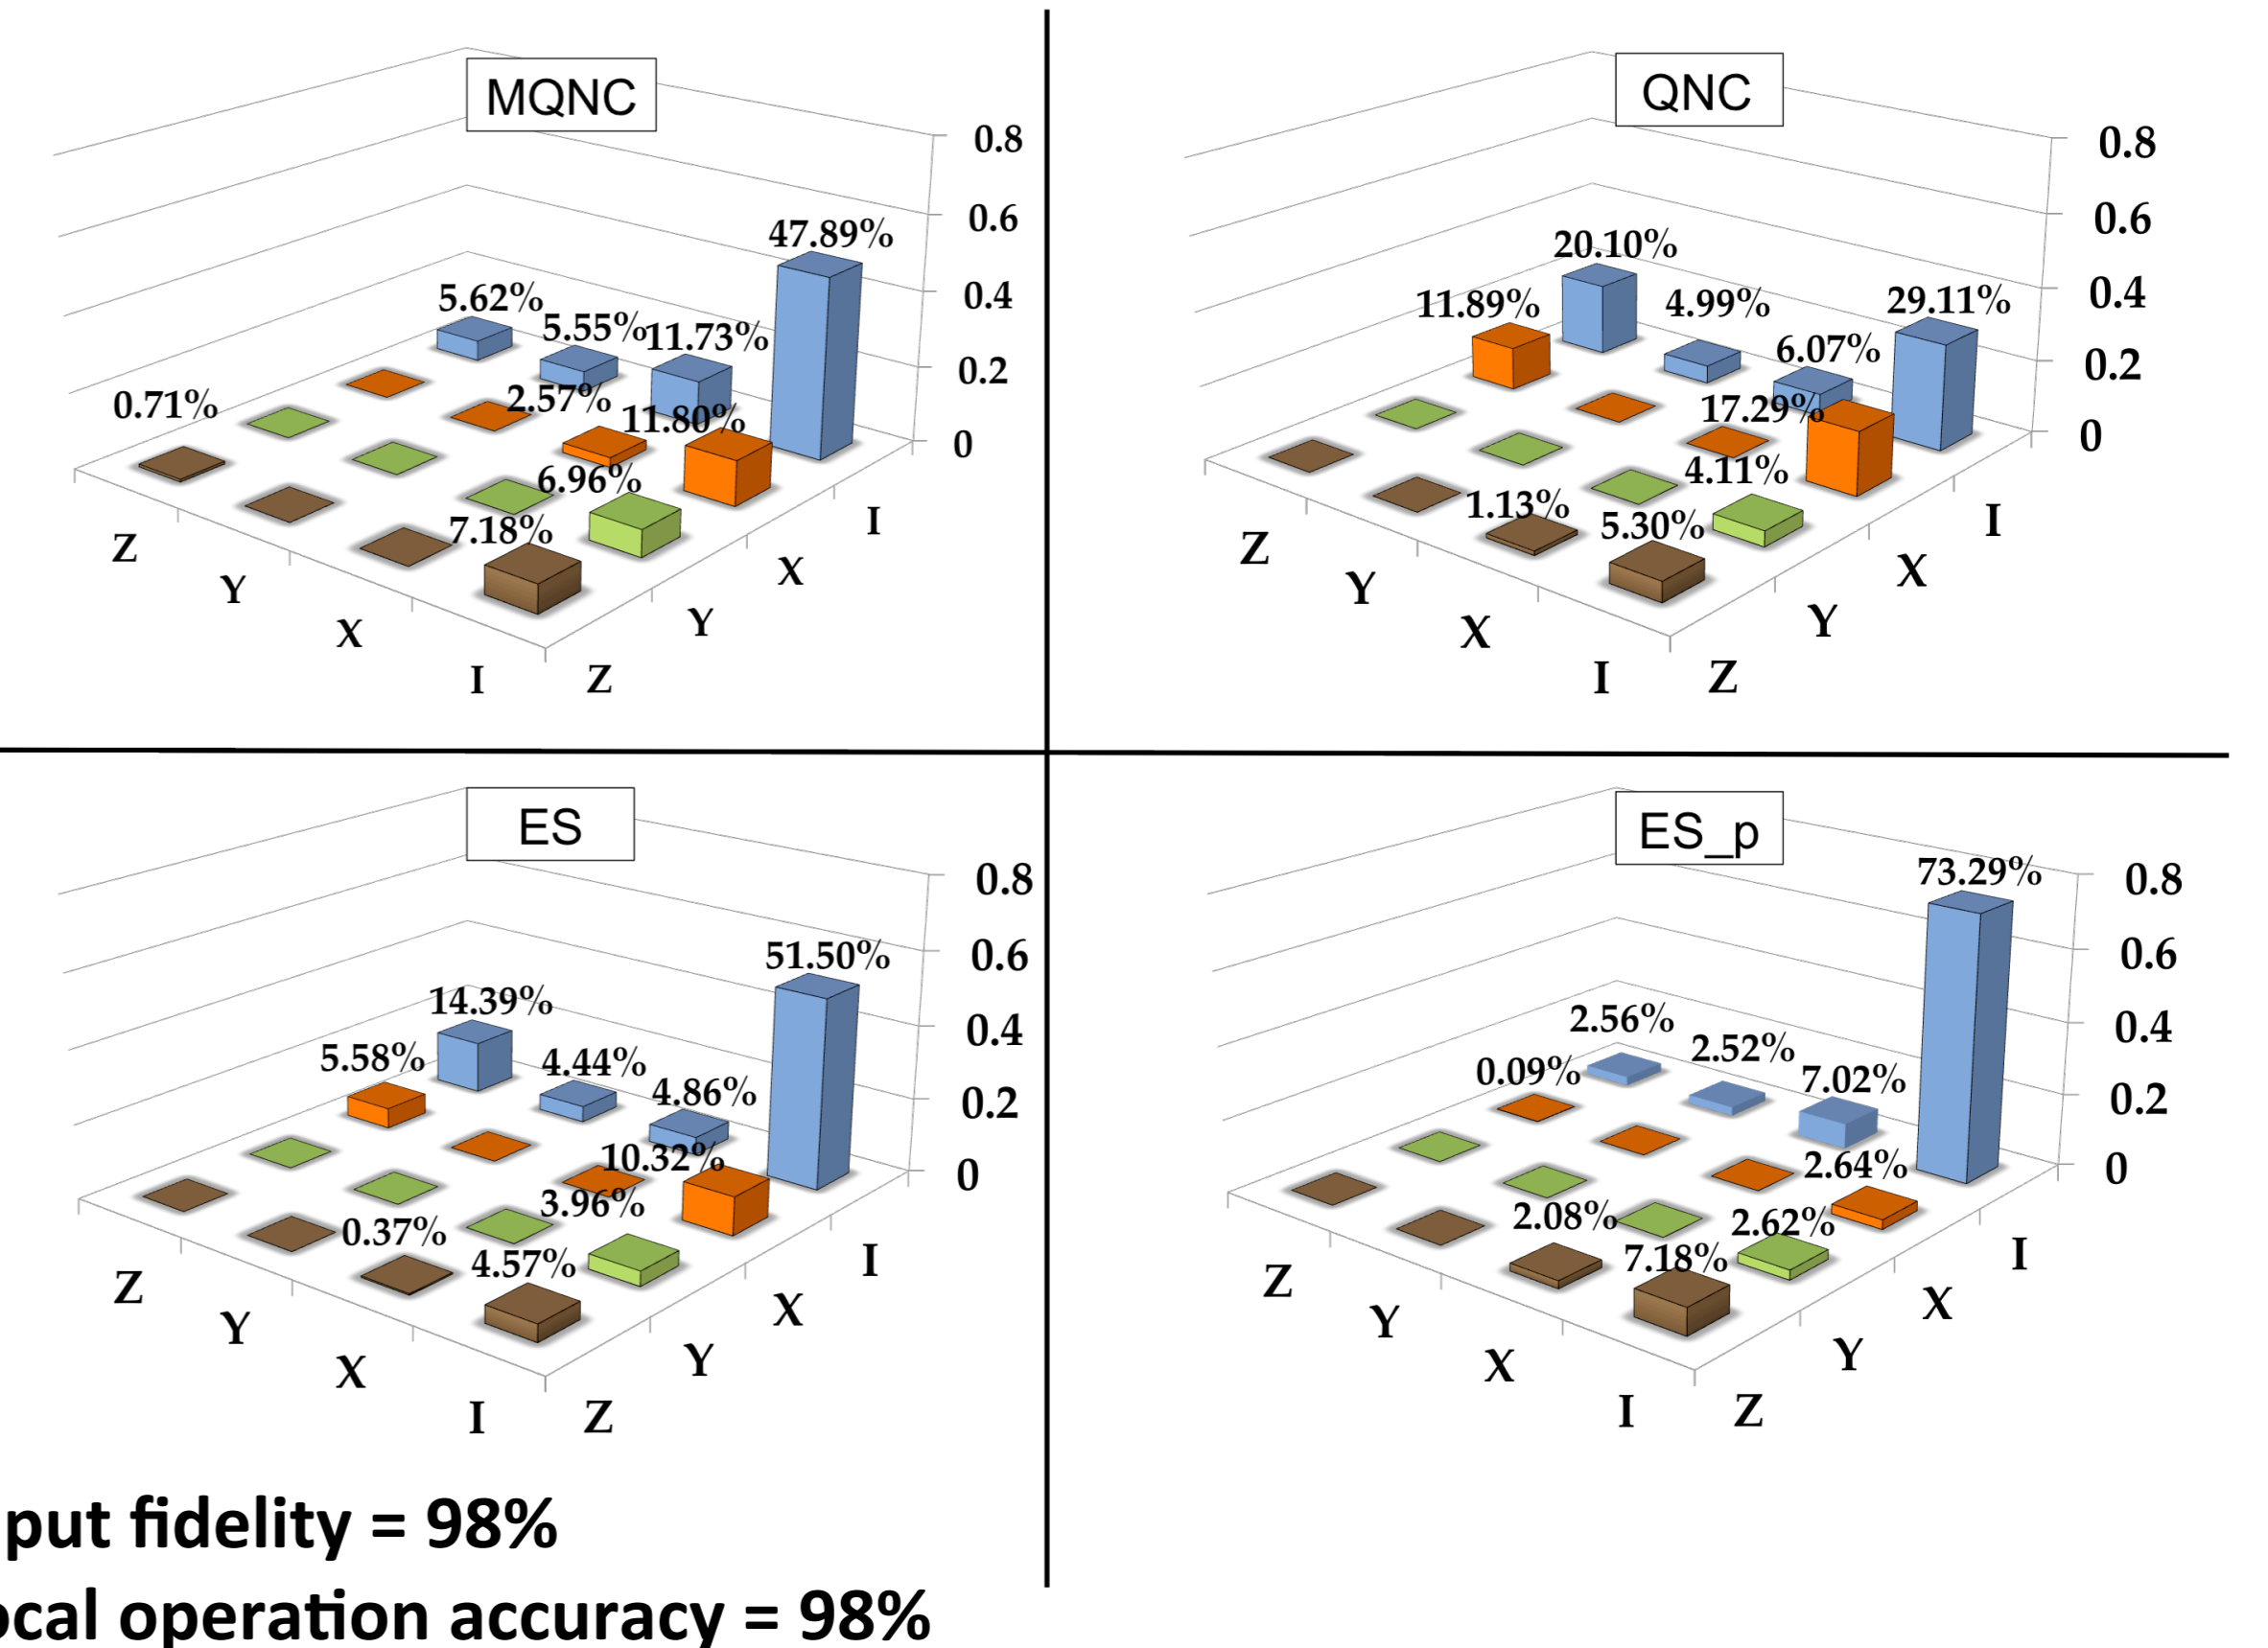 MQNC
0.8
0.6
0.4
0.2
0
47.89%
5.62%
5.55%
11.73%
2.57%
11.80%
0.71%
6.96%
7.18%
Z
Y
X
I
Z
Y
X
I
QNC
0.8
0.6
0.4
0.2
0
20.10%
11.89%
4.99%
29.11%
6.07%
17.29%
4.11%
1.13%
5.30%
Z
Y
X
I
Z
Y
X
I
ES
0.8
0.6
0.4
0.2
0
51.50%
14.39%
5.58%
4.44%
4.86%
10.32%
3.96%
0.37%
4.57%
Z
Y
X
I
Z
Y
X
I
ES_p
0.8
0.6
0.4
0.2
0
73.29%
2.56%
0.09%
2.52%
7.02%
2.64%
2.08%
2.62%
7.18%
Z
Y
X
I
Z
Y
X
I
put fidelity = 98%
ocal operation accuracy = 98%